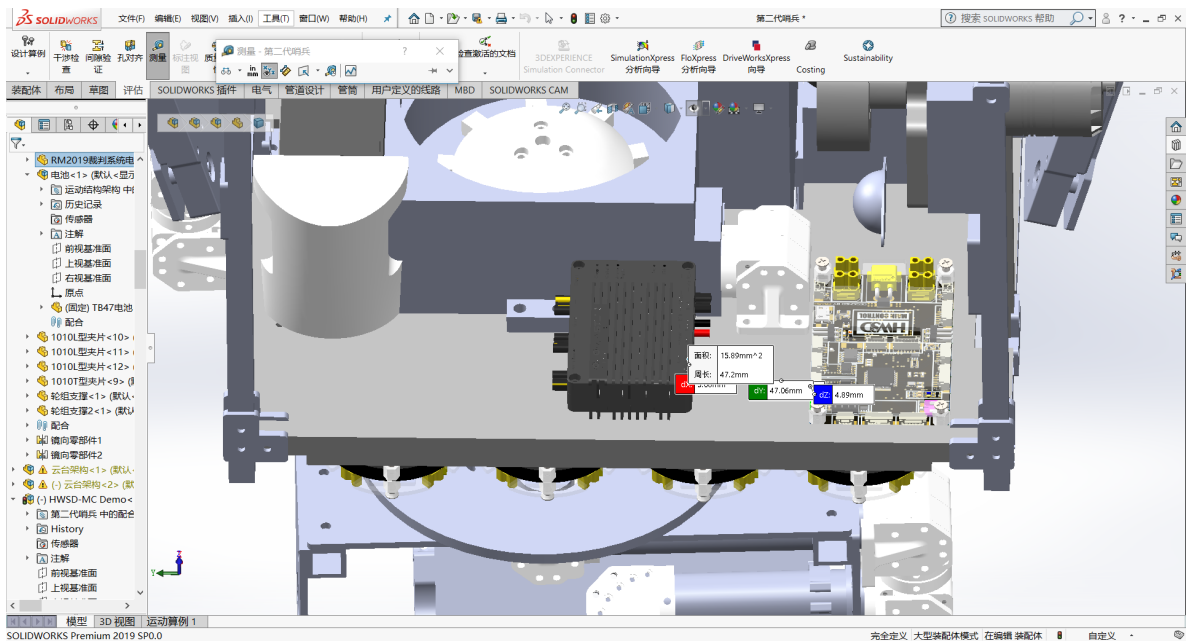 SOLIDWORKS
文件(F) 编辑(E) 视图(V) 插入(I) 工具(T) 窗口(W) 帮助(H)
第二代哨兵 *
搜索 SOLIDWORKS 帮助
设计算例
干涉检查
间隙验证
孔对齐
测量
标注视图
测量 - 第二代哨兵
检查激活的文档
3DEXPERIENCE Simulation Connector
SimulationXpress 分析向导
FloXpress 分析向导
DriveWorksXpress 向导
Costing
Sustainability
装配体 布局 草图 评估 SOLIDWORKS 插件 电气 管道设计 管筒 用户定义的线路 MBD SOLIDWORKS CAM
RM2019裁判系统电
电池<1> (默认<显示
运动结构架构 中
历史记录
传感器
注解
前视基准面
上视基准面
右视基准面
原点
(固定) TB47电池
配合
1010L型夹片<10>
1010L型夹片<11>
1010L型夹片<12>
1010T型夹片<9>
轮组支撑<1> (默认
轮组支撑2<1> (默认
配合
镜向零部件1
镜向零部件2
云台架构<1> (默认
(-) 云台架构<2> (默
(-) HWSD-MC Demo<
第二代哨兵 中的配合
History
传感器
注解
前视基准面
上视基准面
面积: 15.89mm^2
周长: 47.2mm
dY: 47.06mm
dZ: 4.89mm
MAIN CONTROL
HWSD
Z
Y
模型 3D 视图 运动算例 1
SOLIDWORKS Premium 2019 SP0.0
完全定义 大型装配体模式 在编辑 装配体 自定义